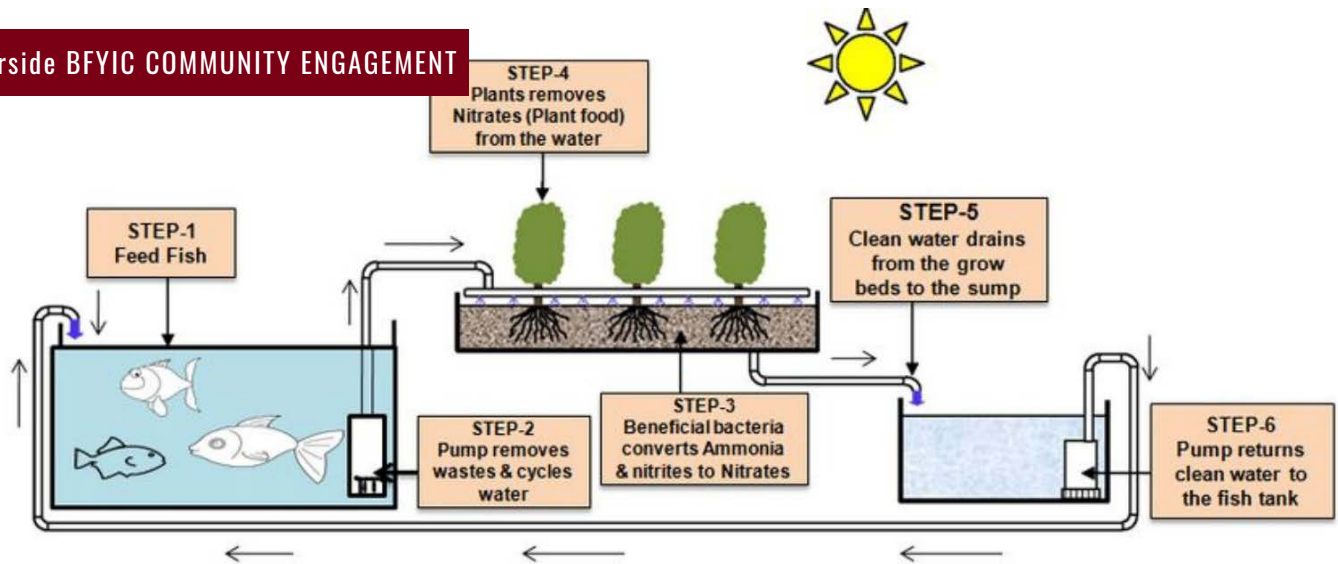 BFYIC COMMUNITY ENGAGEMENT
STEP-4
Plants removes
Nitrates (Plant food)
from the water
STEP-1
Feed Fish
STEP-5
Clean water drains
from the grow
beds to the sump
STEP-2
Pump removes
wastes & cycles
water
STEP-3
Beneficial bacteria
converts Ammonia
& nitrites to Nitrates
STEP-6
Pump returns
clean water to
the fish tank